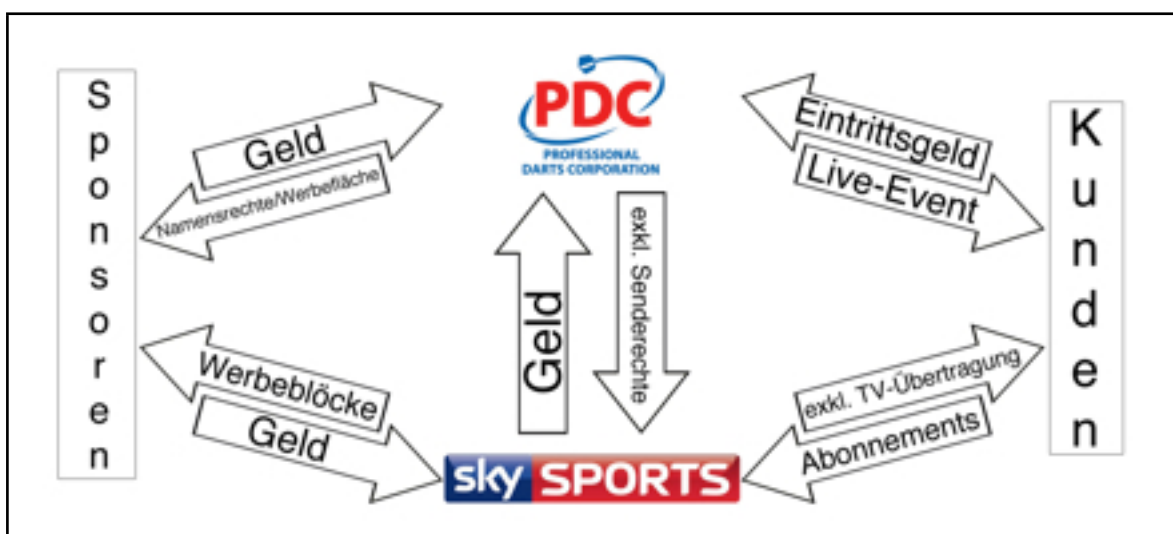 Sponsoren
Geld
Namensrechte/Werbefläche
PDC
PROFESSIONAL
DARTS CORPORATION
Eintrittsgeld
Live-Event
Kunden
Geld
exkl. Senderechte
Werbeblöcke
Geld
exkl. TV-Übertragung
Abonnements
sky SPORTS